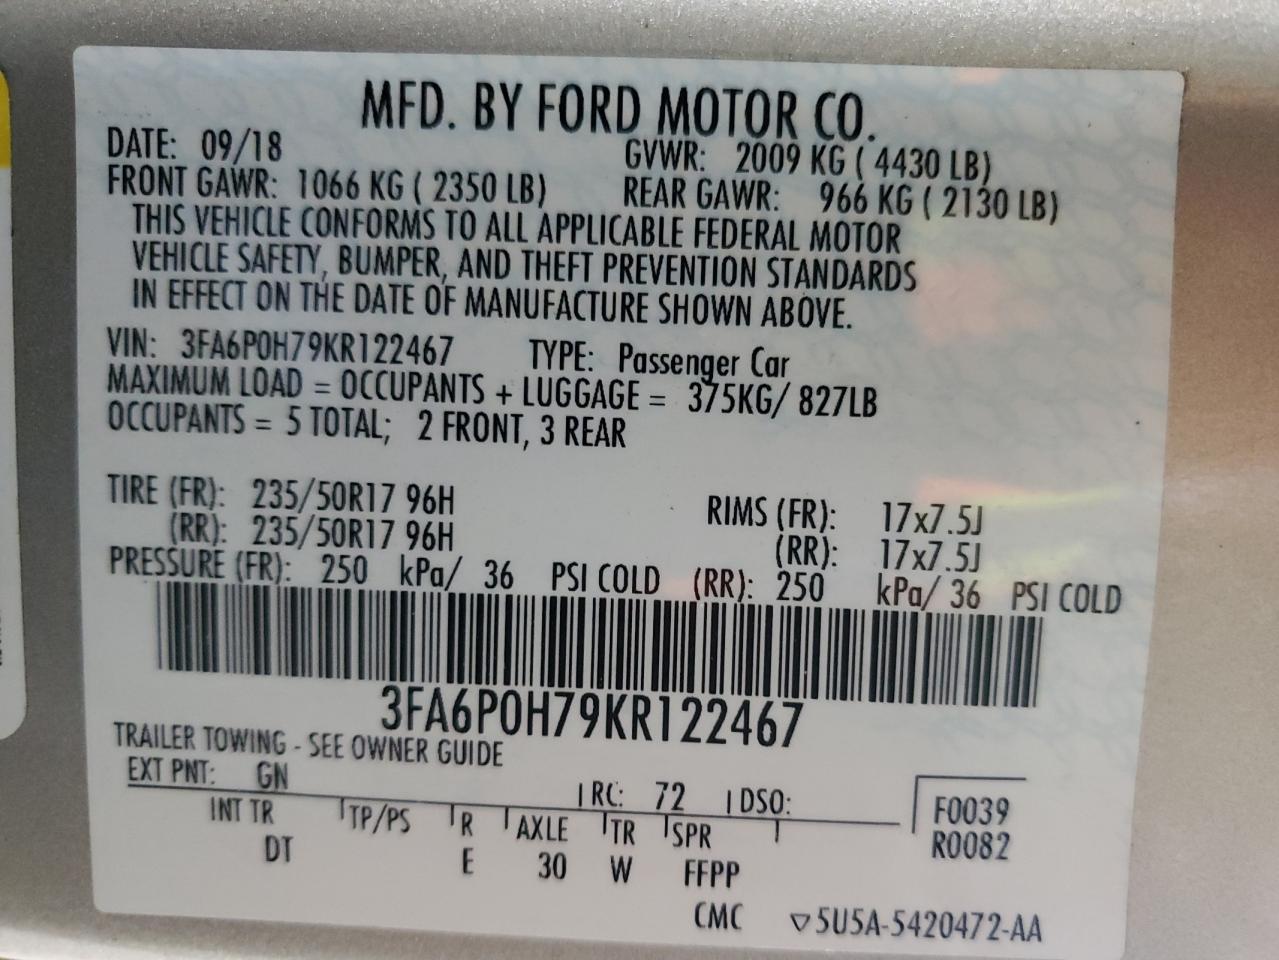 MFD. BY FORD MOTOR CO.
DATE: 09/18 GVWR: 2009 KG ( 4430 LB)
FRONT GAWR: 1066 KG ( 2350 LB) REAR GAWR: 966 KG ( 2130 LB)
THIS VEHICLE CONFORMS TO ALL APPLICABLE FEDERAL MOTOR
VEHICLE SAFETY, BUMPER, AND THEFT PREVENTION STANDARDS
IN EFFECT ON THE DATE OF MANUFACTURE SHOWN ABOVE.
VIN: 3FA6P0H79KR122467 TYPE: Passenger Car
MAXIMUM LOAD = OCCUPANTS + LUGGAGE = 375KG/ 827LB
OCCUPANTS = 5 TOTAL; 2 FRONT, 3 REAR
TIRE (FR): 235/50R17 96H RIMS (FR): 17x7.5J
(RR): 235/50R17 96H (RR): 17x7.5J
PRESSURE (FR): 250 kPa/ 36 PSI COLD (RR): 250 kPa/ 36 PSI COLD
3FA6P0H79KR122467
TRAILER TOWING - SEE OWNER GUIDE
EXT PNT: GN RC: 72 DSO:
INT TR TP/PS R AXLE TR SPR F0039
DT E 30 W FFPP R0082
CMC 5U5A-5420472-AA